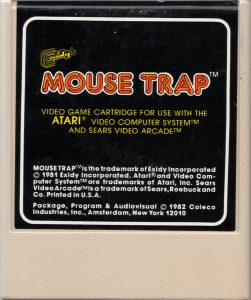 Exidy
MOUSE TRAP™
VIDEO GAME CARTRIDGE FOR USE WITH THE
ATARI® VIDEO COMPUTER SYSTEM™
AND SEARS VIDEO ARCADE™
MOUSE TRAP™ is the trademark of Exidy Incorporated
© 1981 Exidy Incorporated. Atari® and Video Com-
puter System™ are trademarks of Atari, Inc. Sears
Video Arcade™ is a trademark of Sears, Roebuck and
Co. Printed in U.S.A.
Package, Program & Audiovisual © 1982 Coleco
Industries, Inc., Amsterdam, New York 12010